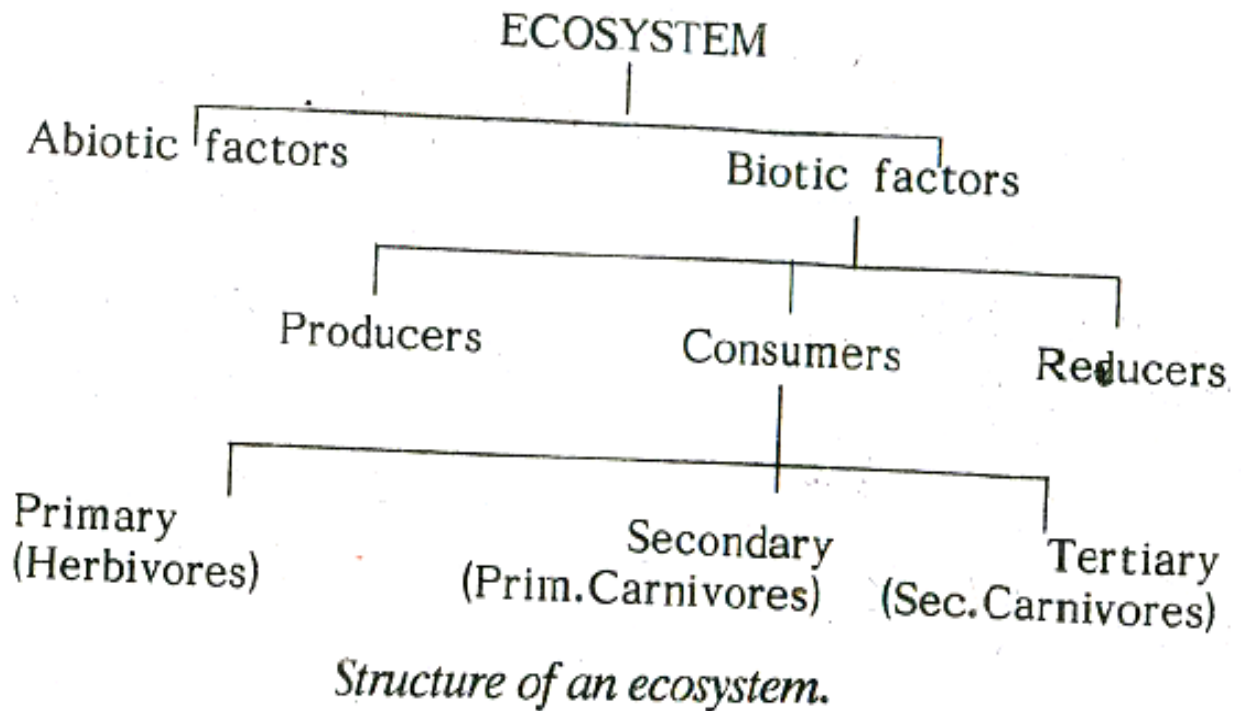 ECOSYSTEM
Abiotic factors
Biotic factors
Producers
Consumers
Reducers
Primary
(Herbivores)
Secondary
(Prim.Carnivores)
Tertiary
(Sec.Carnivores)
Structure of an ecosystem.